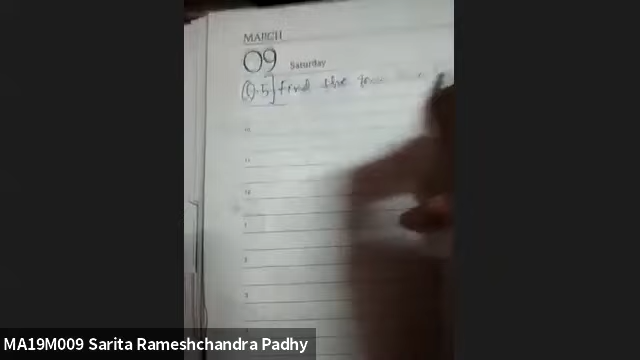 MARCH
09 Saturday
Q.5] find the
MA19M009 Sarita Rameshchandra Padhy